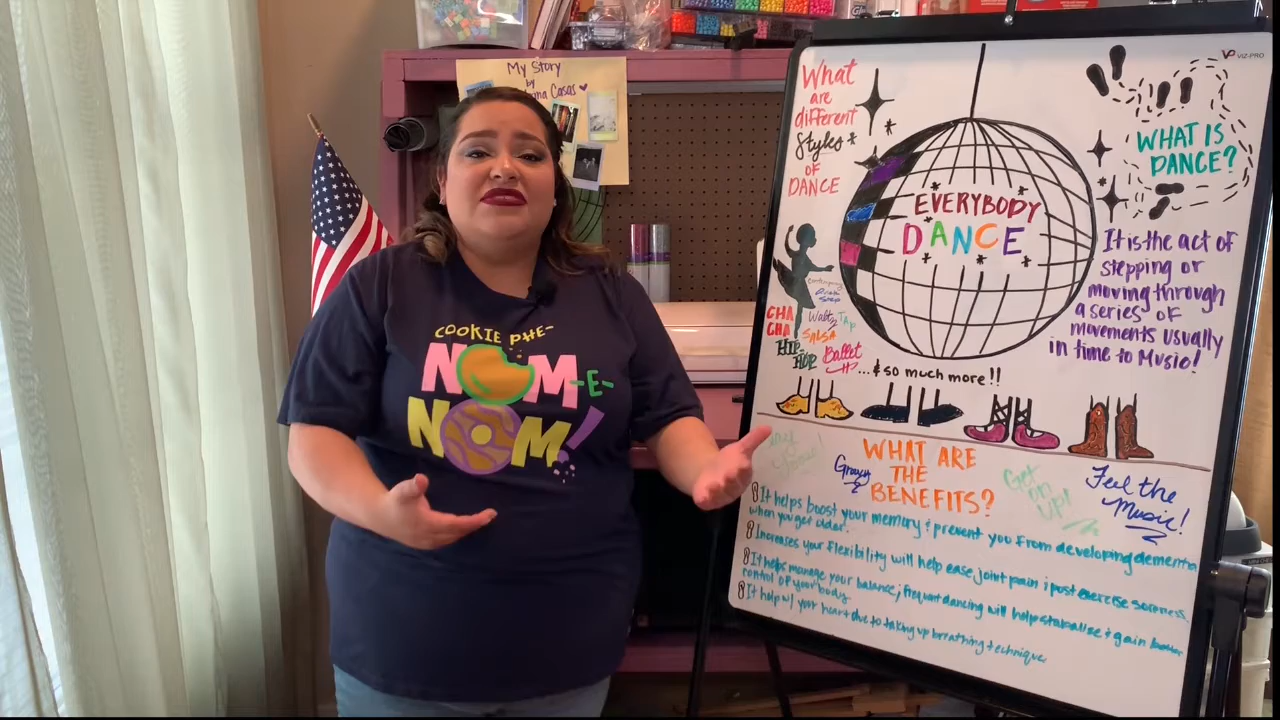 My Story
by
Casas
COOKIE PHE-
NOM-E-
NOM!
VIZ-PRO
What
are
different
Styles
OF
DANCE
EVERYBODY
DANCE
WHAT IS
DANCE?
It is the act of
stepping or
moving through
a series of
movements usually
in time to Music!
Contemporary
Waltz
TAP
CHA
CHA
SALSA
HIP-
HOP
Ballet
...& so much more!!
WHAT ARE
THE
BENEFITS?
Groovy
Get
on
UP!
Feel the
Music!
It helps boost your memory & prevent you from developing dementia
when you get older.
Increases your flexibility will help ease joint pain & post exercise soreness.
It helps manage your balance; frequent dancing will help stabalize & gain better
control of your body
It help w/ your heart due to taking up breathing techniques